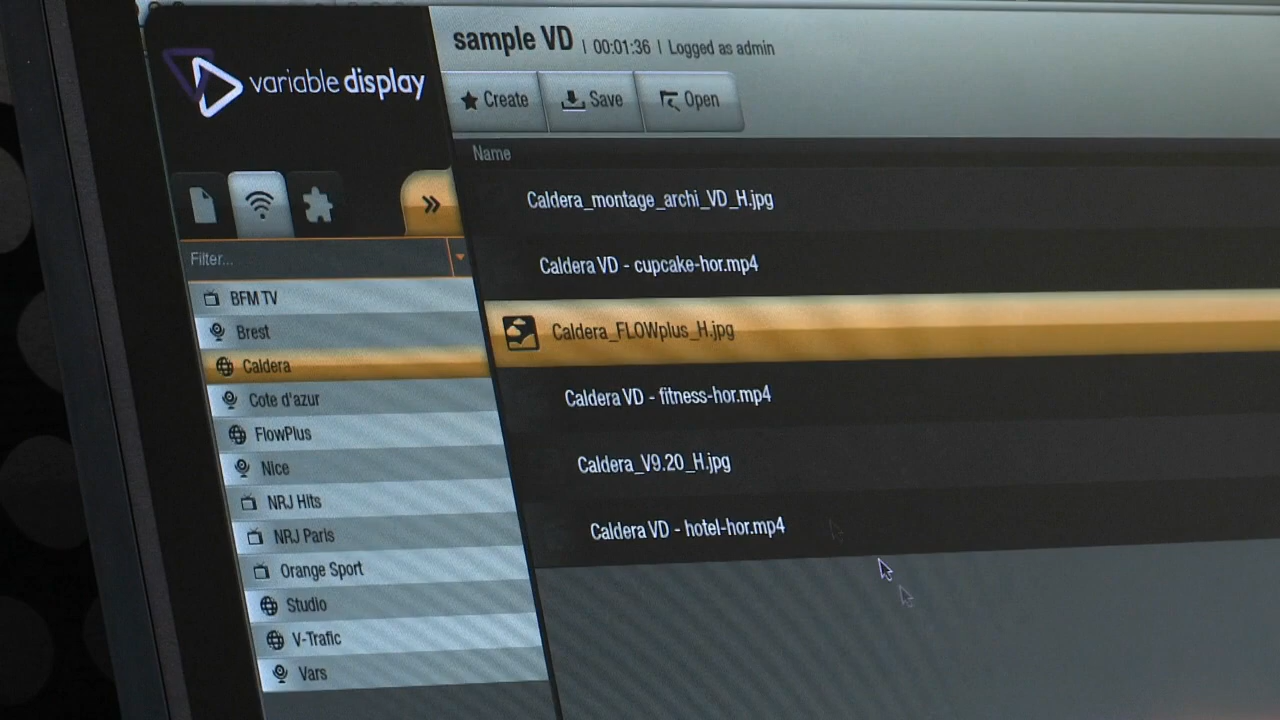 variable display
sample VD | 00:01:36 | Logged as admin
Create Save Open
Name
Filter...
BFM TV
Brest
Caldera
Cote d'azur
FlowPlus
Nice
NRJ Hits
NRJ Paris
Orange Sport
Studio
V-Trafic
Vars
Caldera_montage_archi_VD_H.jpg
Caldera VD - cupcake-hor.mp4
Caldera_FLOWplus_H.jpg
Caldera VD - fitness-hor.mp4
Caldera_V9.20_H.jpg
Caldera VD - hotel-hor.mp4